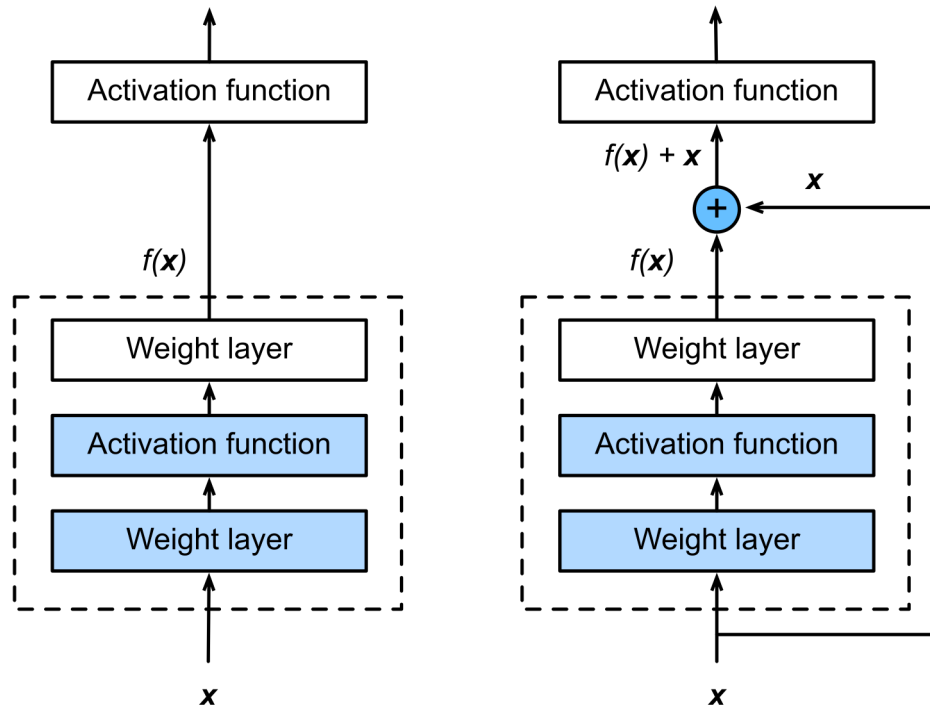 Activation function
f(x)
Weight layer
Activation function
Weight layer
x
Activation function
f(x) + x
x
+
f(x)
Weight layer
Activation function
Weight layer
x